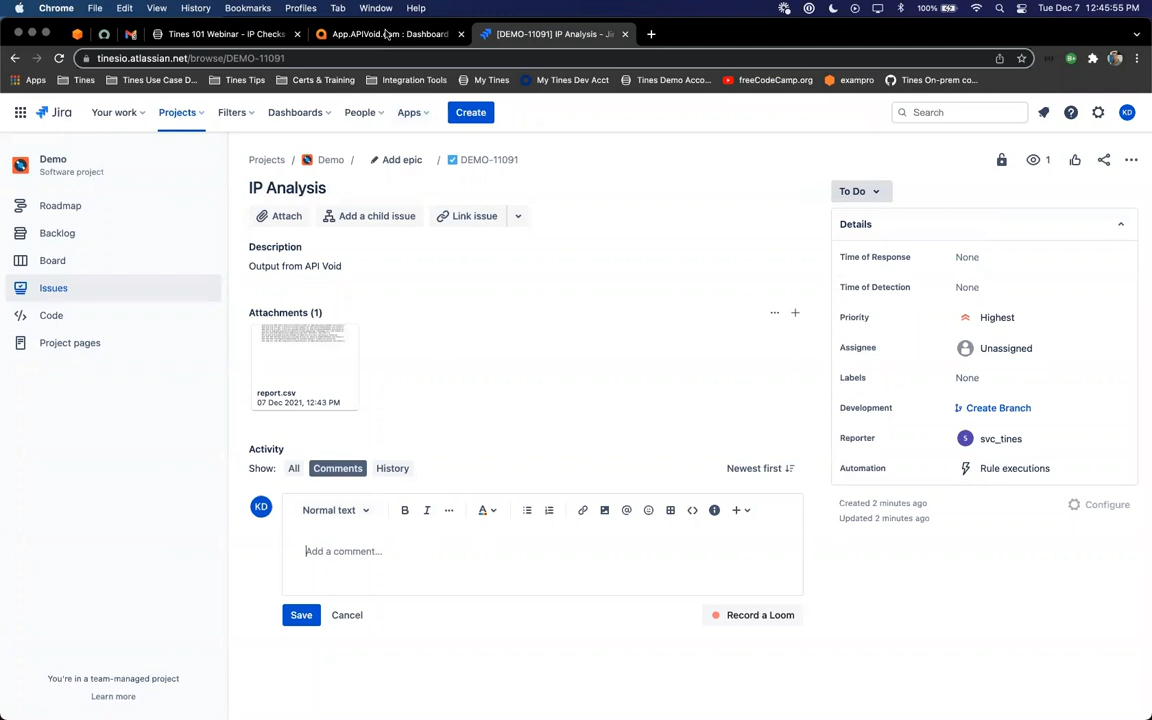 Chrome File Edit View History Bookmarks Profiles Tab Window Help 100% Tue Dec 7 12:45:55 PM
Tines 101 Webinar - IP Checks App.APIVoid.com : Dashboard [DEMO-11091] IP Analysis - Jir
tinesio.atlassian.net/browse/DEMO-11091
Apps Tines Tines Use Case D... Tines Tips Certs & Training Integration Tools My Tines My Tines Dev Acct Tines Demo Acco... freeCodeCamp.org exampro Tines On-prem co...
Jira Your work Projects Filters Dashboards People Apps Create Search KD
Demo
Software project
Roadmap
Backlog
Board
Issues
Code
Project pages
You're in a team-managed project
Learn more
Projects / Demo / Add epic / DEMO-11091
1
IP Analysis
Attach Add a child issue Link issue
Description
Output from API Void
Attachments (1)
report.csv
07 Dec 2021, 12:43 PM
Activity
Show: All Comments History Newest first
KD
Normal text B I A
Add a comment...
Save Cancel Record a Loom
To Do
Details
Time of Response None
Time of Detection None
Priority Highest
Assignee Unassigned
Labels None
Development Create Branch
Reporter S svc_tines
Automation Rule executions
Created 2 minutes ago
Updated 2 minutes ago
Configure